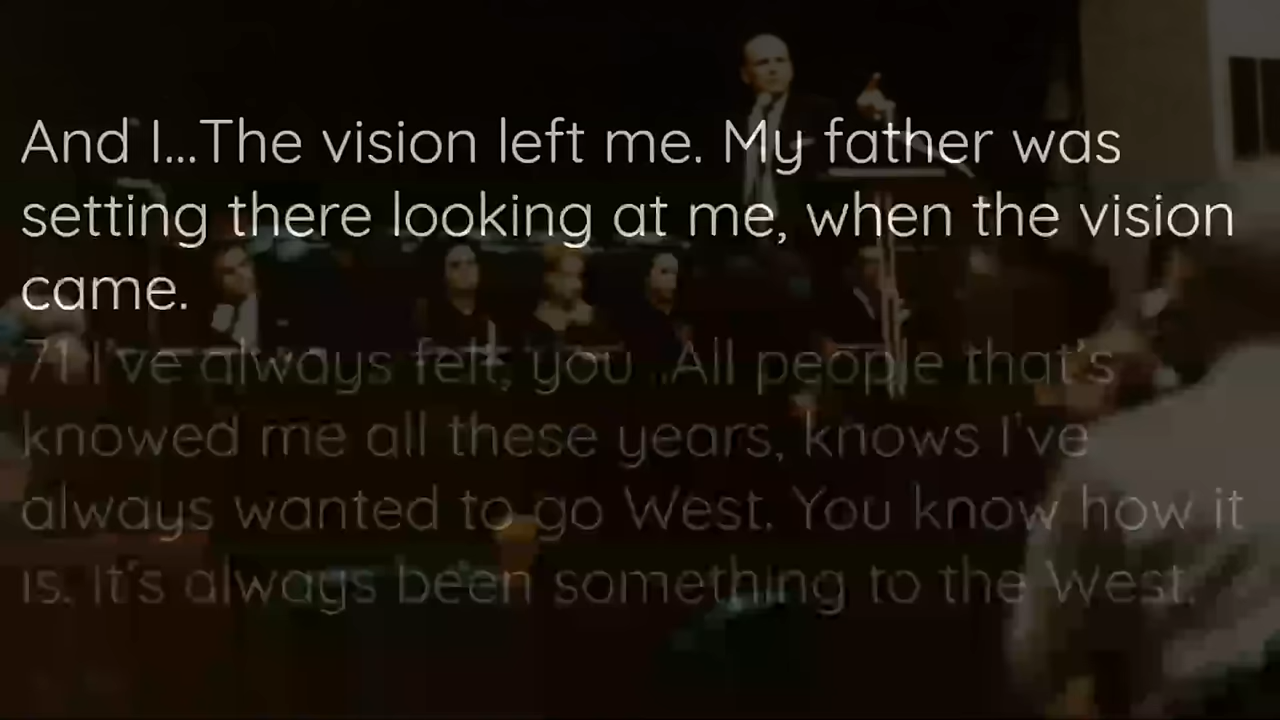 And I...The vision left me. My father was
setting there looking at me, when the vision
came.
71 I've always felt, you...All people that's
knowed me all these years, knows I've
always wanted to go West. You know how it
is. It's always been something to the West.